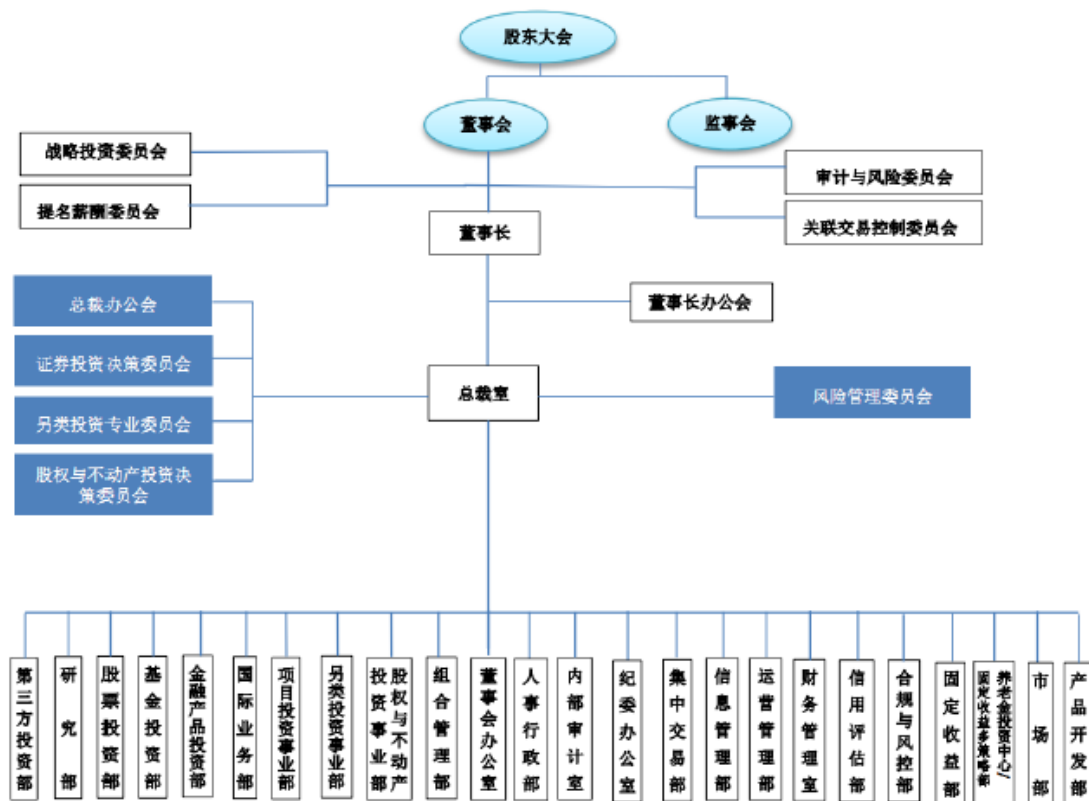 股东大会
董事会
监事会
战略投资委员会
审计与风险委员会
提名薪酬委员会
关联交易控制委员会
董事长
总裁办公会
董事长办公会
证券投资决策委员会
总裁室
风险管理委员会
另类投资专业委员会
股权与不动产投资决
策委员会
第三方投资部
研究部
股票投资部
基金投资部
金融产品投资部
国际业务部
项目投资事业部
另类投资事业部
股权与不动产
投资事业部
组合管理部
董事会办公室
人事行政部
内部审计室
纪委办公室
集中交易部
信息管理部
运营管理部
财务管理室
信用评估部
合规与风控部
固定收益部
养老金投资中心/
固定收益多策略部
市场部
产品开发部